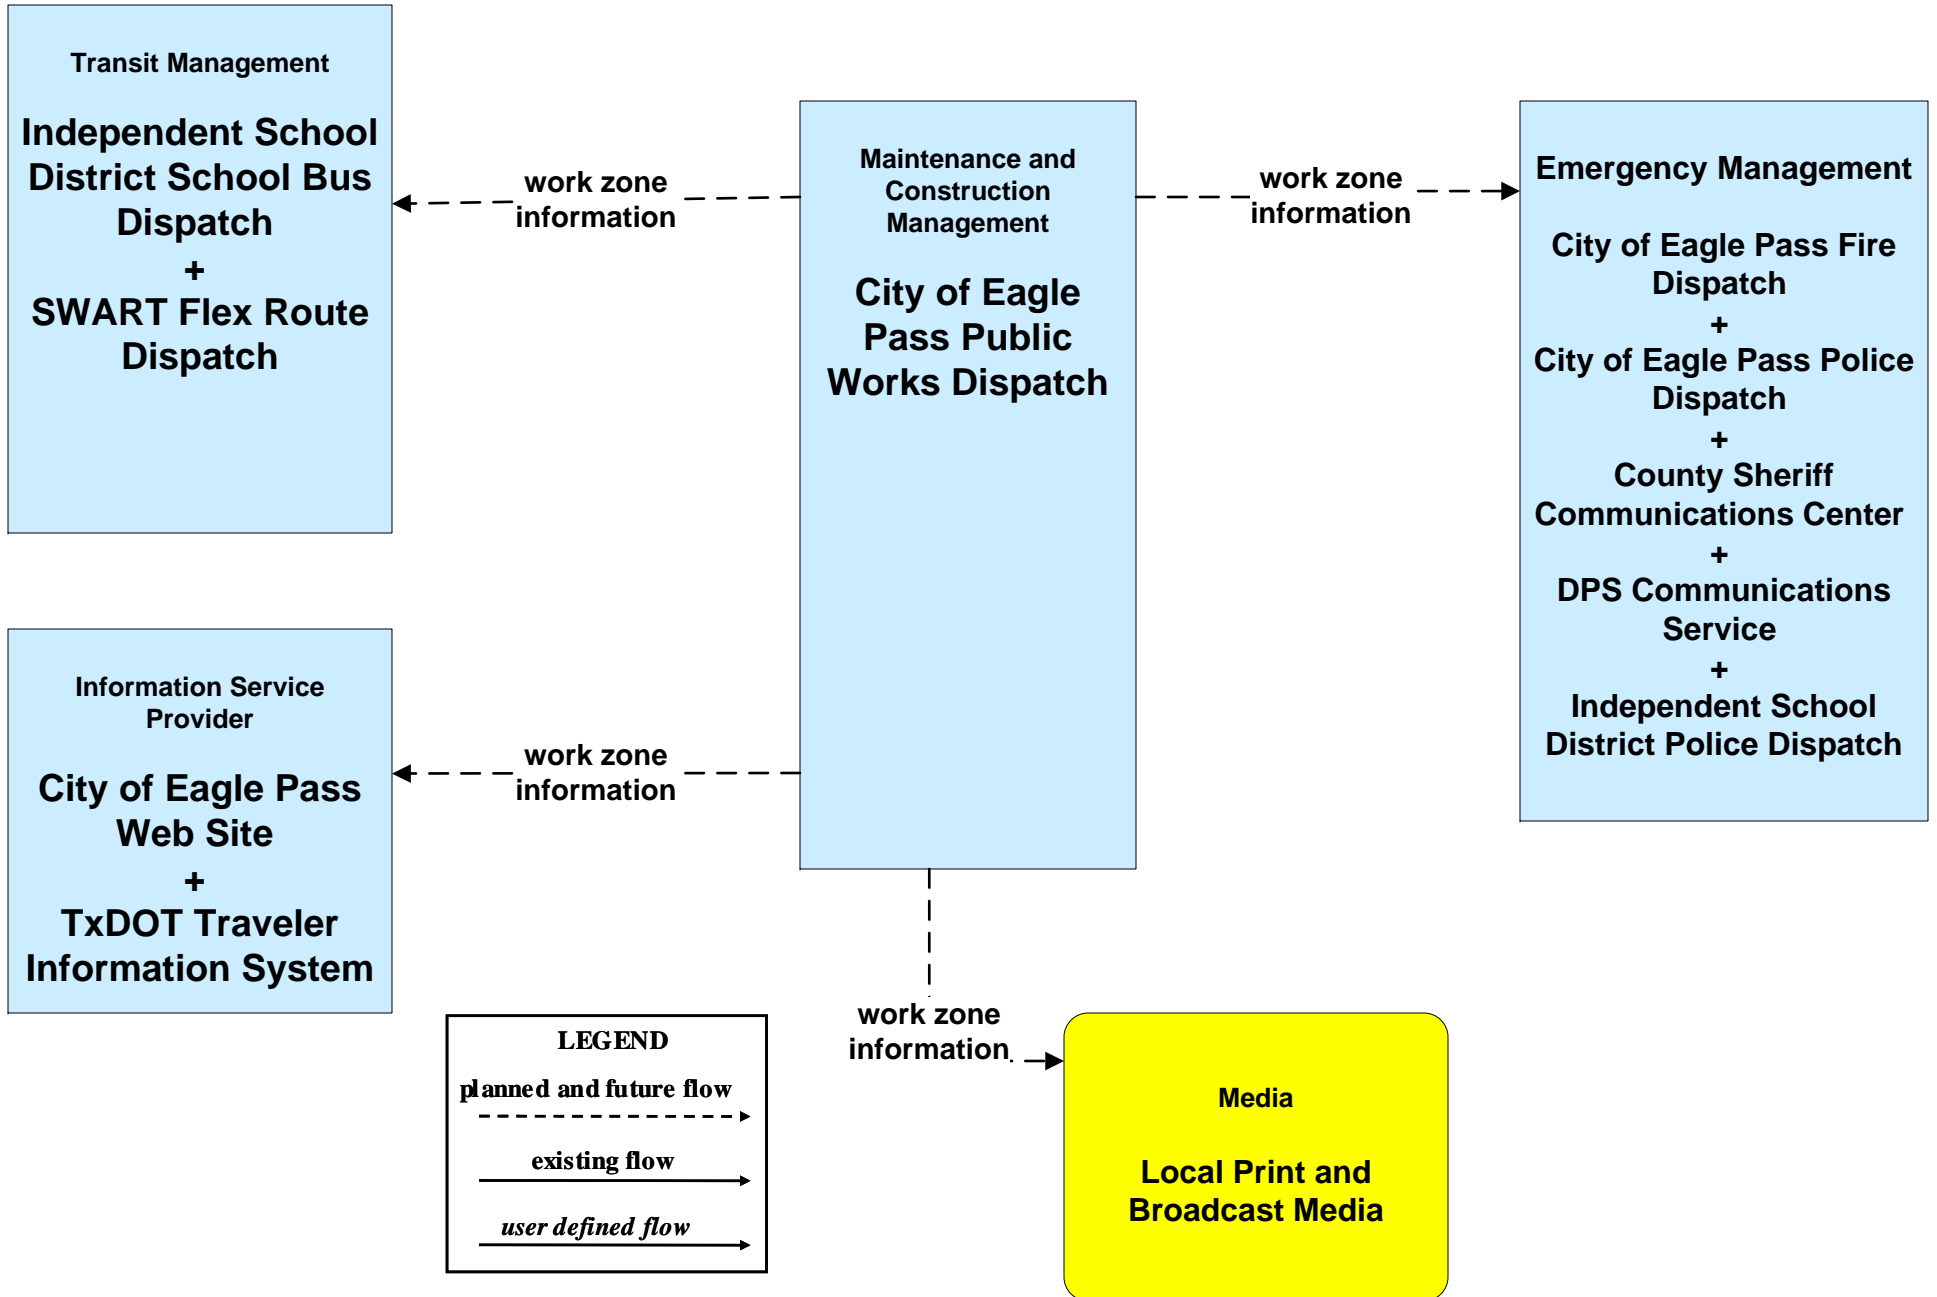 Transit Management
Independent School
District School Bus
Dispatch
+
SWART Flex Route
Dispatch
work zone
information
Maintenance and
Construction
Management
City of Eagle
Pass Public
Works Dispatch
work zone
information
Emergency Management
City of Eagle Pass Fire
Dispatch
+
City of Eagle Pass Police
Dispatch
+
County Sheriff
Communications Center
+
DPS Communications
Service
+
Independent School
District Police Dispatch
Information Service
Provider
City of Eagle Pass
Web Site
+
TxDOT Traveler
Information System
work zone
information
work zone
information
LEGEND
planned and future flow
existing flow
user defined flow
Media
Local Print and
Broadcast Media